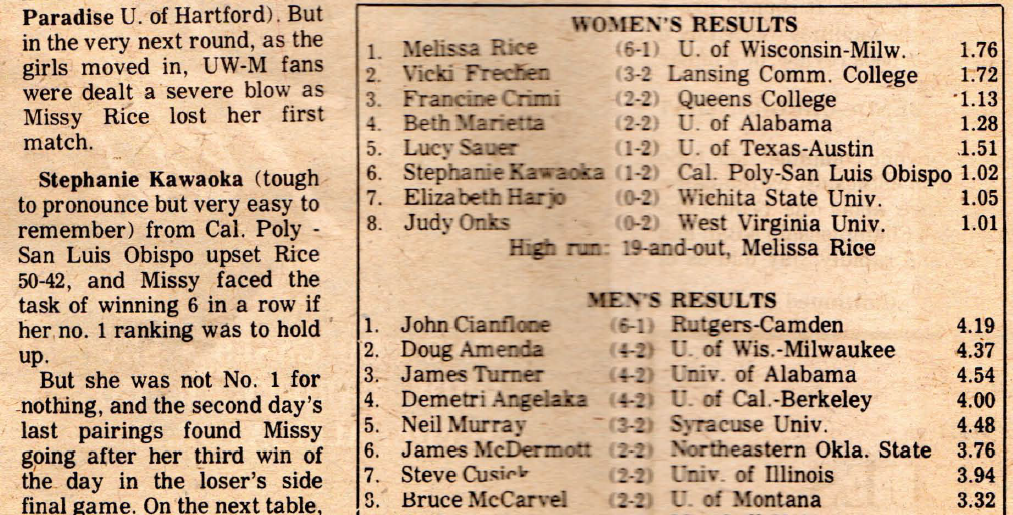 Paradise U. of Hartford). But
in the very next round, as the
girls moved in, UW-M fans
were dealt a severe blow as
Missy Rice lost her first
match.
Stephanie Kawaoka (tough
to pronounce but very easy to
remember) from Cal. Poly -
San Luis Obispo upset Rice
50-42, and Missy faced the
task of winning 6 in a row if
her no. 1 ranking was to hold
up.
But she was not No. 1 for
nothing, and the second day's
last pairings found Missy
going after her third win of
the day in the loser's side
final game. On the next table,
WOMEN'S RESULTS
1. Melissa Rice (6-1) U. of Wisconsin-Milw. 1.76
2. Vicki Frechen (3-2 Lansing Comm. College 1.72
3. Francine Crimi (2-2) Queens College 1.13
4. Beth Marietta (2-2) U. of Alabama 1.28
5. Lucy Sauer (1-2) U. of Texas-Austin 1.51
6. Stephanie Kawaoka (1-2) Cal. Poly-San Luis Obispo 1.02
7. Elizabeth Harjo (0-2) Wichita State Univ. 1.05
8. Judy Onks (0-2) West Virginia Univ. 1.01
High run: 19-and-out, Melissa Rice
MEN'S RESULTS
1. John Cianflone (6-1) Rutgers-Camden 4.19
2. Doug Amenda (4-2) U. of Wis.-Milwaukee 4.37
3. James Turner (4-2) Univ. of Alabama 4.54
4. Demetri Angelaka (4-2) U. of Cal.-Berkeley 4.00
5. Neil Murray (3-2) Syracuse Univ. 4.48
6. James McDermott (2-2) Northeastern Okla. State 3.76
7. Steve Cusick (2-2) Univ. of Illinois 3.94
8. Bruce McCarvel (2-2) U. of Montana 3.32